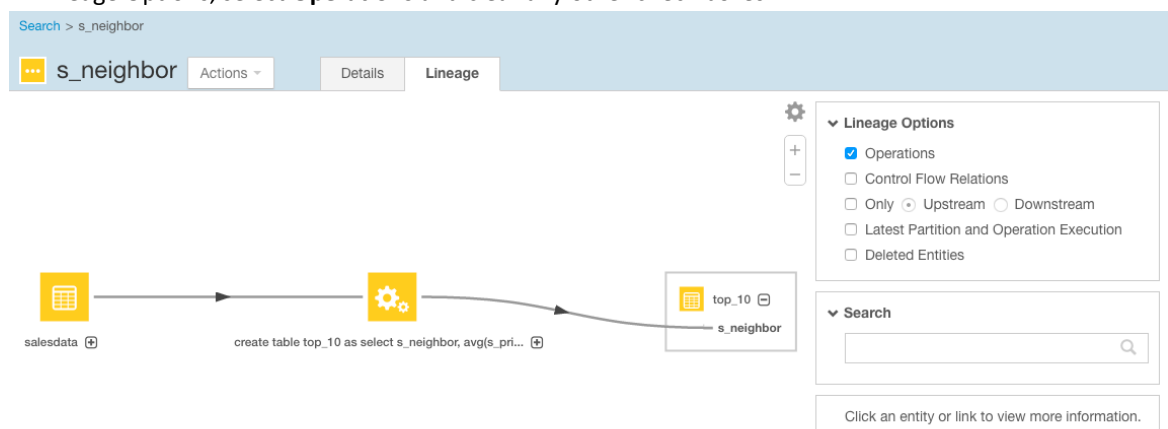 Search > s_neighbor
s_neighbor Actions Details Lineage
Lineage Options
+
Operations
−
Control Flow Relations
Only Upstream Downstream
Latest Partition and Operation Execution
Deleted Entities
top_10
Search
s_neighbor
salesdata
create table top_10 as select s_neighbor, avg(s_pri...
Click an entity or link to view more information.